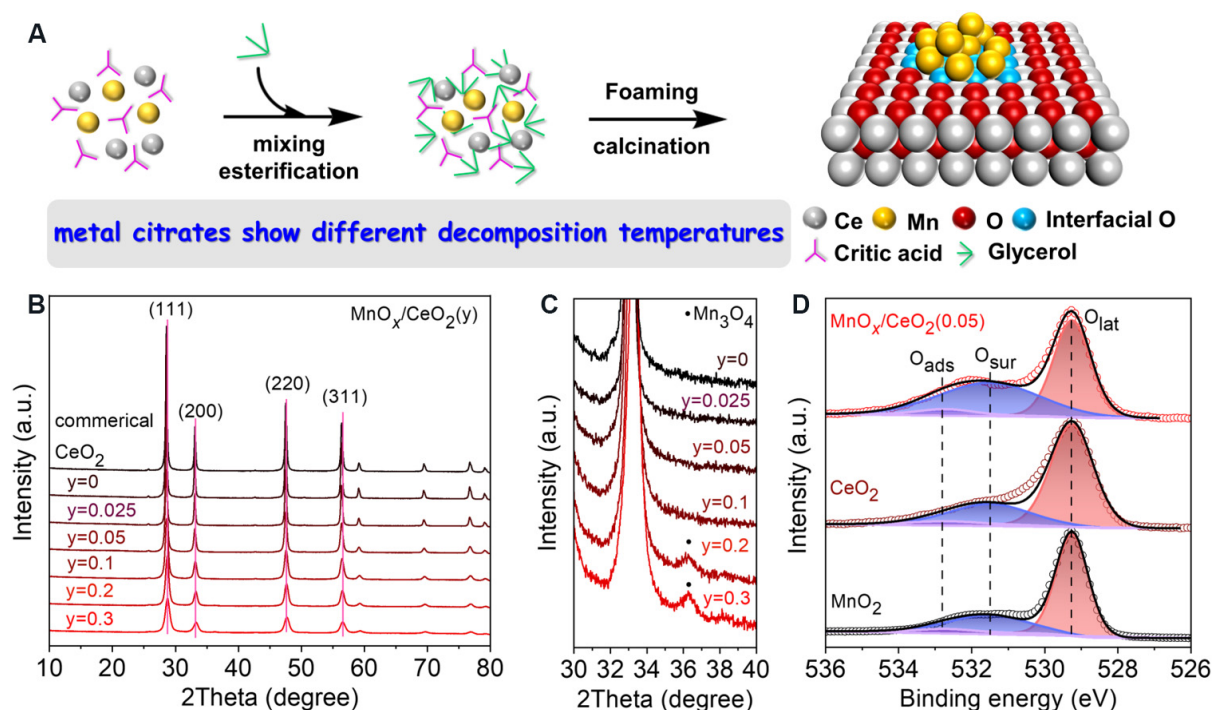 A
mixing
esterification
Foaming
calcination
metal citrates show different decomposition temperatures
Ce Mn O Interfacial O
Critic acid Glycerol
B
MnOx/CeO2(y)
(111)
(200)
(220)
(311)
commerical
CeO2
y=0
y=0.025
y=0.05
y=0.1
y=0.2
y=0.3
Intensity (a.u.)
10 20 30 40 50 60 70 80
2Theta (degree)
C
•Mn3O4
y=0
y=0.025
y=0.05
y=0.1
y=0.2
y=0.3
Intensity (a.u.)
30 32 34 36 38 40
2Theta (degree)
D
MnOx/CeO2(0.05)
Oads
Osur
Olat
CeO2
MnO2
Intensity (a.u.)
536 534 532 530 528 526
Binding energy (eV)